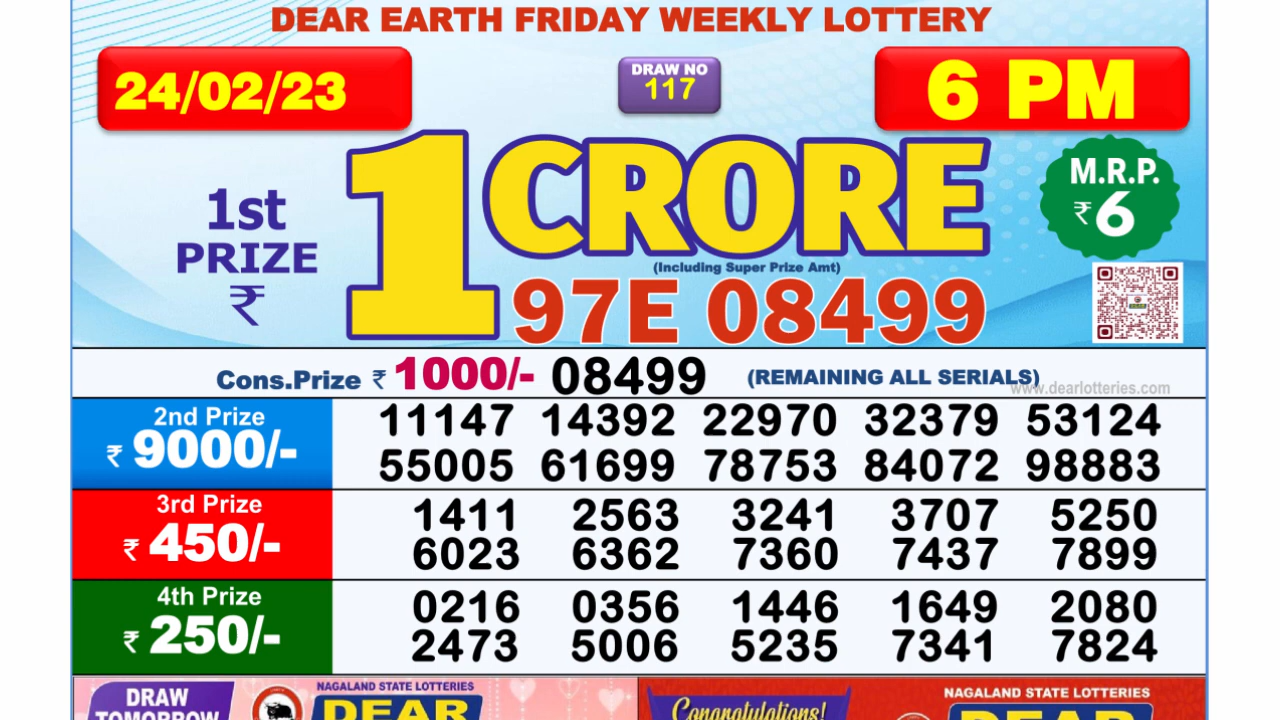 DEAR EARTH FRIDAY WEEKLY LOTTERY
24/02/23
DRAW NO
117
6 PM
1st
PRIZE
₹
1 CRORE
(Including Super Prize Amt)
97E 08499
M.R.P.
₹ 6
Cons.Prize ₹ 1000/- 08499 (REMAINING ALL SERIALS)
www.dearlotteries.com
2nd Prize
₹ 9000/-
11147 14392 22970 32379 53124
55005 61699 78753 84072 98883
3rd Prize
₹ 450/-
1411 2563 3241 3707 5250
6023 6362 7360 7437 7899
4th Prize
₹ 250/-
0216 0356 1446 1649 2080
2473 5006 5235 7341 7824
DRAW
TOMORROW
NAGALAND STATE LOTTERIES
DEAR
Congratulations!
NAGALAND STATE LOTTERIES
DEAR